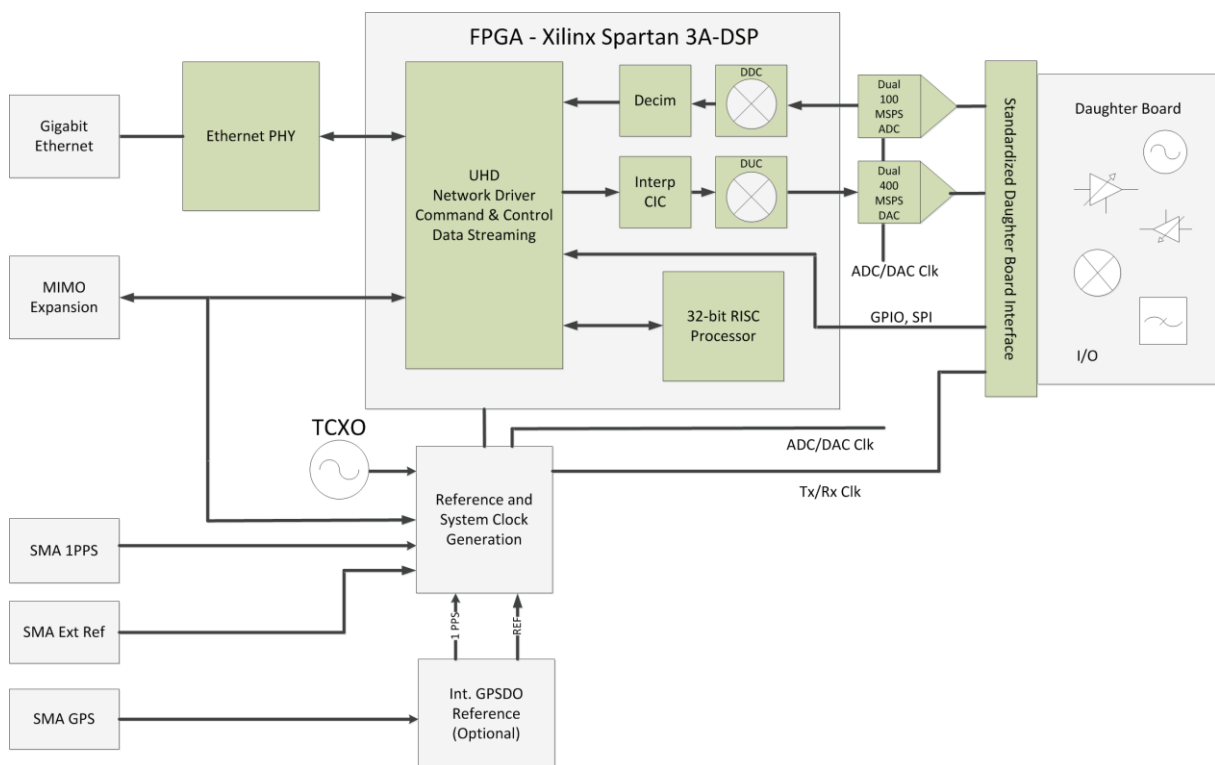 FPGA - Xilinx Spartan 3A-DSP
Gigabit
Ethernet
Ethernet PHY
UHD
Network Driver
Command & Control
Data Streaming
Decim
DDC
Dual
100
MSPS
ADC
Interp
CIC
DUC
Dual
400
MSPS
DAC
ADC/DAC Clk
Standardized Daughter Board Interface
Daughter Board
I/O
MIMO
Expansion
32-bit RISC
Processor
GPIO, SPI
TCXO
ADC/DAC Clk
Tx/Rx Clk
Reference and
System Clock
Generation
SMA 1PPS
SMA Ext Ref
1 PPS
REF
SMA GPS
Int. GPSDO
Reference
(Optional)